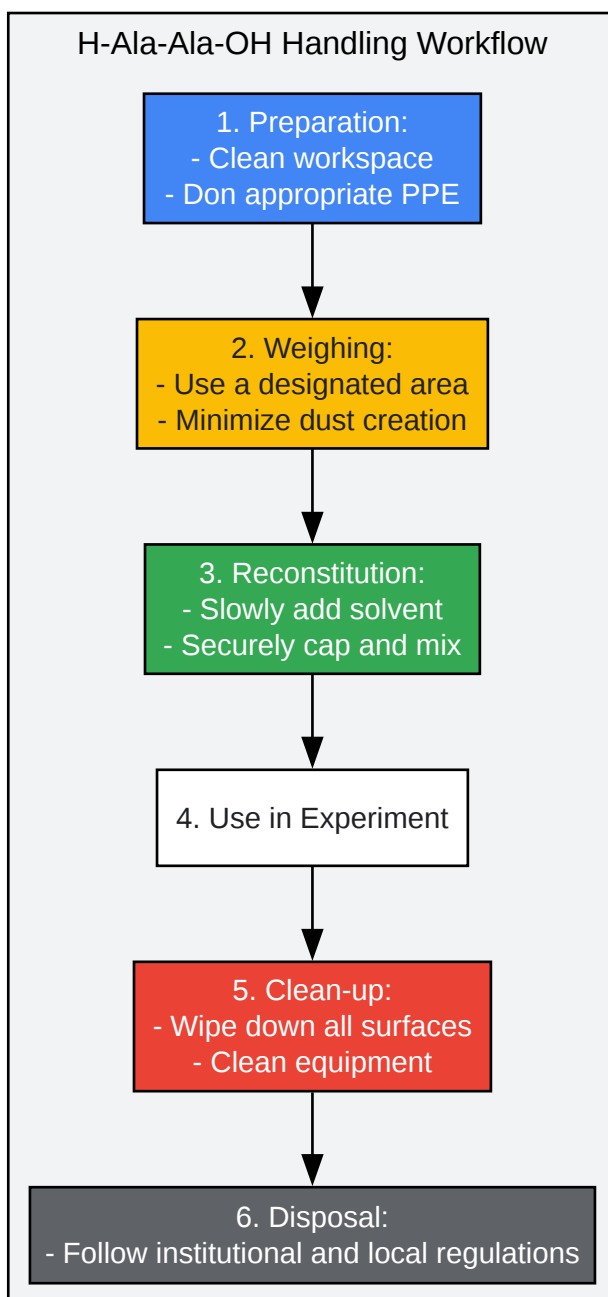 H-Ala-Ala-OH Handling Workflow
1. Preparation:
- Clean workspace
- Don appropriate PPE
2. Weighing:
- Use a designated area
- Minimize dust creation
3. Reconstitution:
- Slowly add solvent
- Securely cap and mix
4. Use in Experiment
5. Clean-up:
- Wipe down all surfaces
- Clean equipment
6. Disposal:
- Follow institutional and local regulations